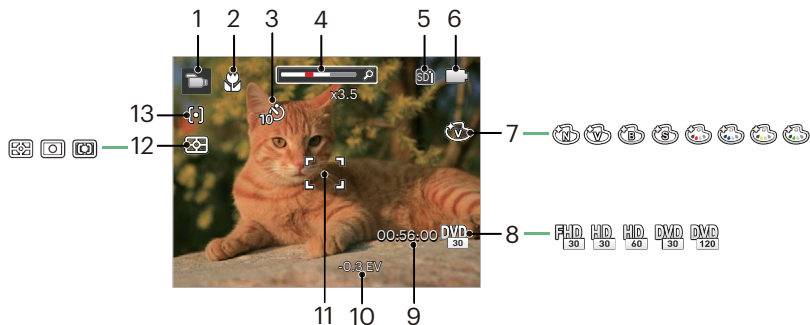 1 2 3 4 5 6
SD
x3.5
10
13
V
7
N V B S
12
11
00:56:00
DVD
30
8
FHD
30
HD
30
HD
60
DVD
30
DVD
120
-0.3 EV
11 10 9